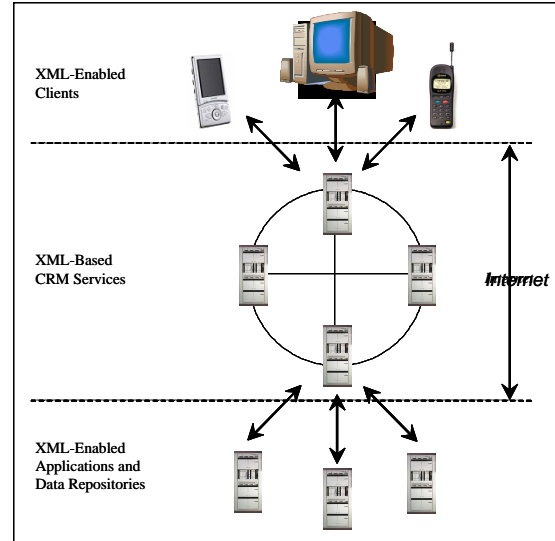 XML-Enabled
Clients
XML-Based
CRM Services
Internet
XML-Enabled
Applications and
Data Repositories